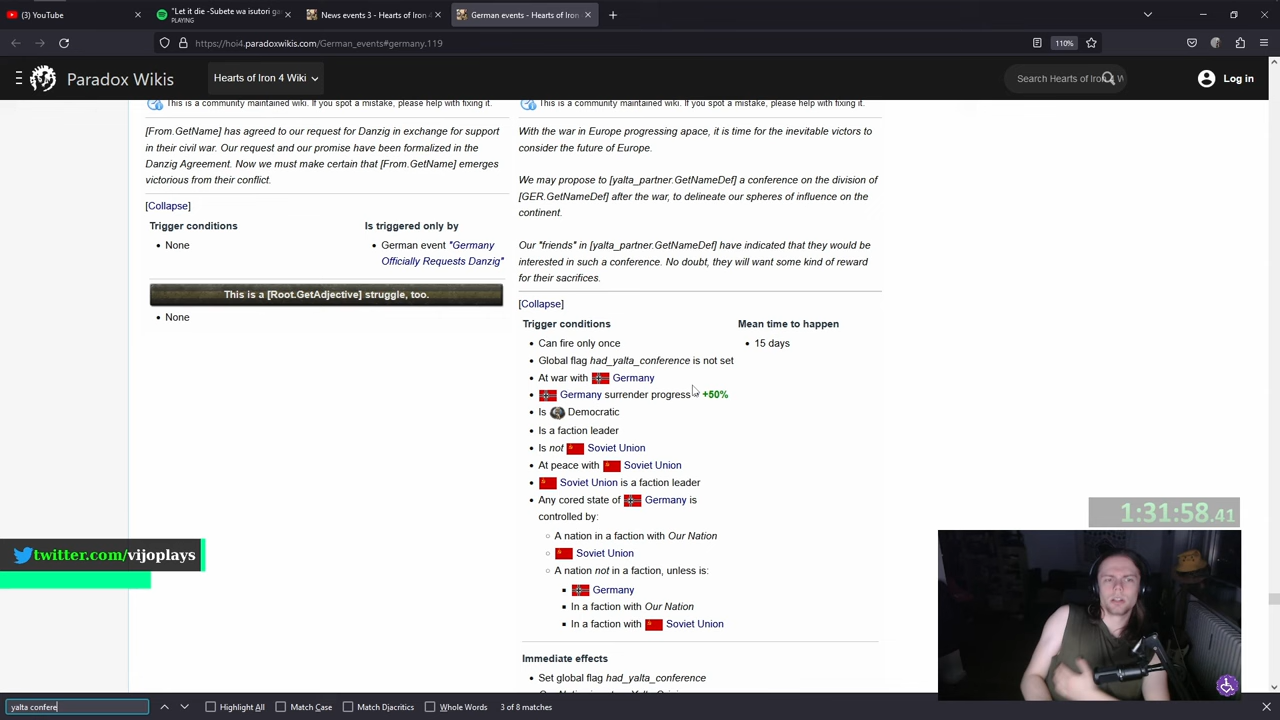 (3) YouTube
"Let it die -Subete wa isutori ga
PLAYING
News events 3 - Hearts of Iron 4
German events - Hearts of Iron
https://hoi4.paradoxwikis.com/German_events#germany.119
110%
Paradox Wikis
Hearts of Iron 4 Wiki
Search Hearts of Iron 4 W
Log in
This is a community maintained wiki. If you spot a mistake, please help with fixing it.
[From.GetName] has agreed to our request for Danzig in exchange for support
in their civil war. Our request and our promise have been formalized in the
Danzig Agreement. Now we must make certain that [From.GetName] emerges
victorious from their conflict.
[Collapse]
Trigger conditions
Is triggered only by
None
German event "Germany
Officially Requests Danzig"
This is a [Root.GetAdjective] struggle, too.
None
This is a community maintained wiki. If you spot a mistake, please help with fixing it.
With the war in Europe progressing apace, it is time for the inevitable victors to
consider the future of Europe.
We may propose to [yalta_partner.GetNameDef] a conference on the division of
[GER.GetNameDef] after the war, to delineate our spheres of influence on the
continent.
Our "friends" in [yalta_partner.GetNameDef] have indicated that they would be
interested in such a conference. No doubt, they will want some kind of reward
for their sacrifices.
[Collapse]
Trigger conditions
Mean time to happen
Can fire only once
15 days
Global flag had_yalta_conference is not set
At war with Germany
Germany surrender progress +50%
Is Democratic
Is a faction leader
Is not Soviet Union
At peace with Soviet Union
Soviet Union is a faction leader
Any cored state of Germany is
controlled by:
A nation in a faction with Our Nation
Soviet Union
A nation not in a faction, unless is:
Germany
In a faction with Our Nation
In a faction with Soviet Union
Immediate effects
Set global flag had_yalta_conference
1:31:58.41
twitter.com/vijoplays
yalta confere
Highlight All
Match Case
Match Diacritics
Whole Words
3 of 8 matches